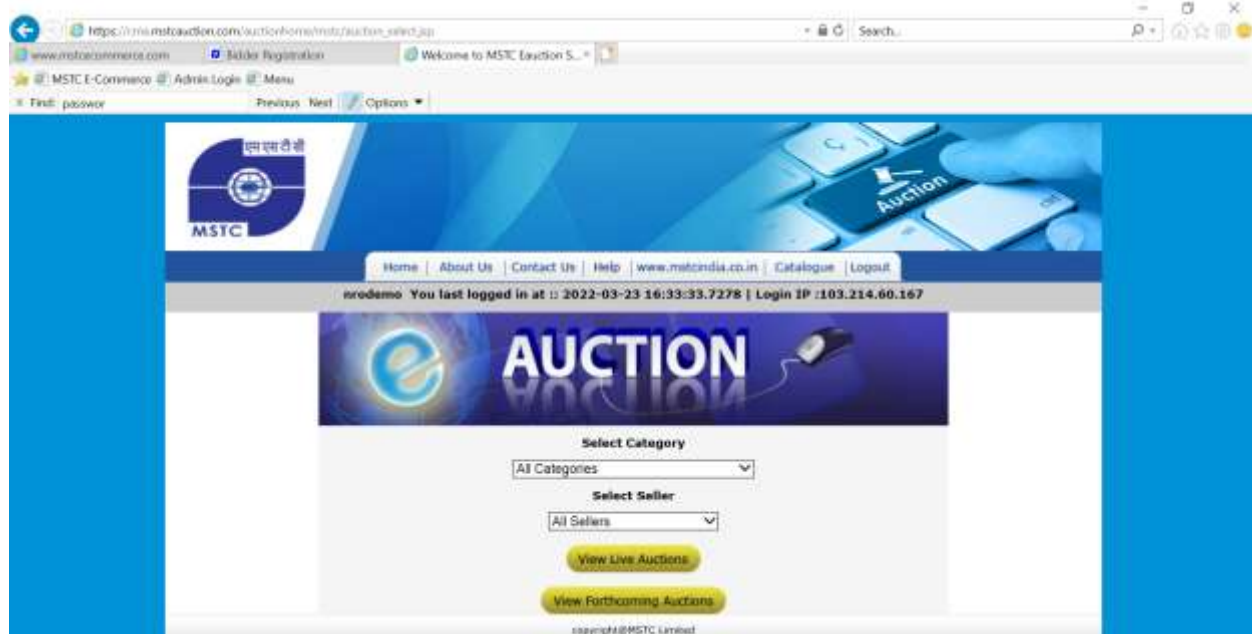 mstcauction.com/auctionhome/mstc/auction_select.jsp
Search...
www.mstcecommerce.com
Bidder Registration
Welcome to MSTC Eauction S...
MSTC E-Commerce Admin Login Menu
Find: passwor Previous Next Options
एम एस टी सी
MSTC
Auction
ctrl
Home | About Us | Contact Us | Help | www.mstcindia.co.in | Catalogue | Logout
nrodemo You last logged in at :: 2022-03-23 16:33:33.7278 | Login IP :103.214.60.167
e AUCTION
Select Category
All Categories
Select Seller
All Sellers
View Live Auctions
View Forthcoming Auctions
copyright@MSTC Limited